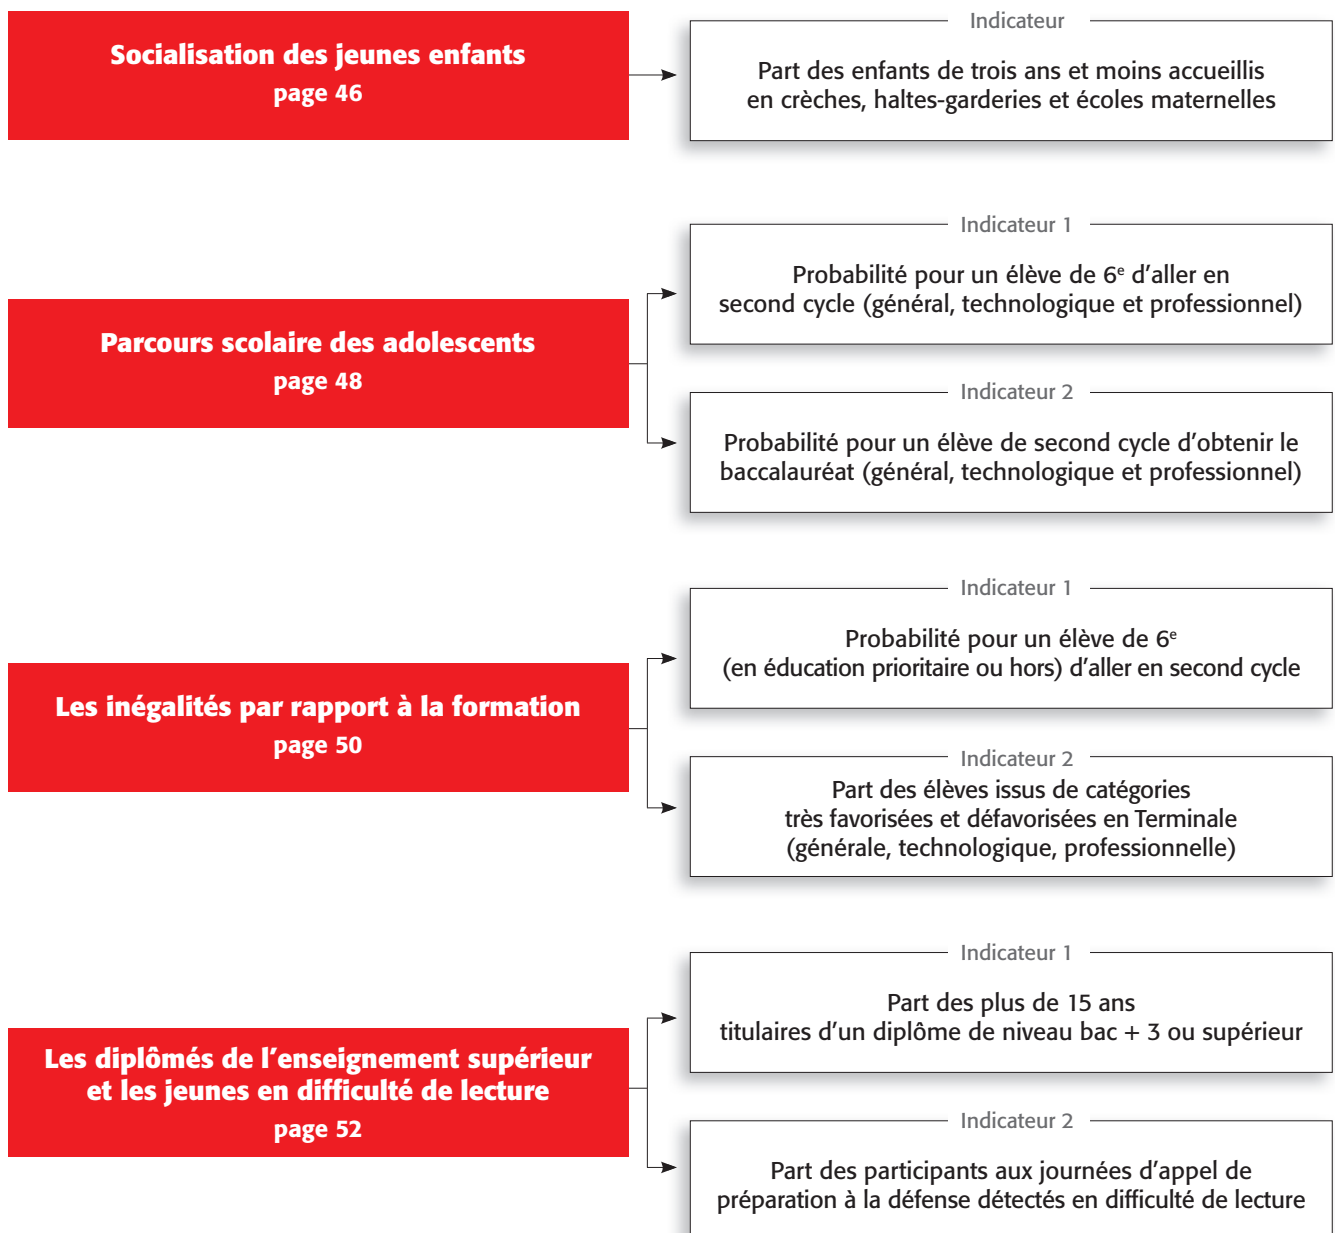 Socialisation des jeunes enfants
page 46
Indicateur
Part des enfants de trois ans et moins accueillis
en crèches, haltes-garderies et écoles maternelles
Parcours scolaire des adolescents
page 48
Indicateur 1
Probabilité pour un élève de 6e d’aller en
second cycle (général, technologique et professionnel)
Indicateur 2
Probabilité pour un élève de second cycle d’obtenir le
baccalauréat (général, technologique et professionnel)
Les inégalités par rapport à la formation
page 50
Indicateur 1
Probabilité pour un élève de 6e
(en éducation prioritaire ou hors) d’aller en second cycle
Indicateur 2
Part des élèves issus de catégories
très favorisées et défavorisées en Terminale
(générale, technologique, professionnelle)
Les diplômés de l’enseignement supérieur
et les jeunes en difficulté de lecture
page 52
Indicateur 1
Part des plus de 15 ans
titulaires d’un diplôme de niveau bac + 3 ou supérieur
Indicateur 2
Part des participants aux journées d’appel de
préparation à la défense détectés en difficulté de lecture